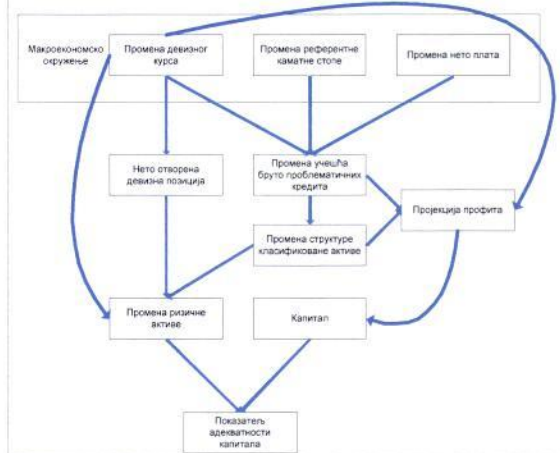 Макроекономско
окружење
Промена девизног
курса
Промена референтне
каматне стопе
Промена нето плата
Нето отворена
девизна позиција
Промена учешћа
бруто проблематичних
кредита
Пројекција профита
Промена структуре
класификоване активе
Промена ризичне
активе
Капитал
Показатељ
адекватности
капитала